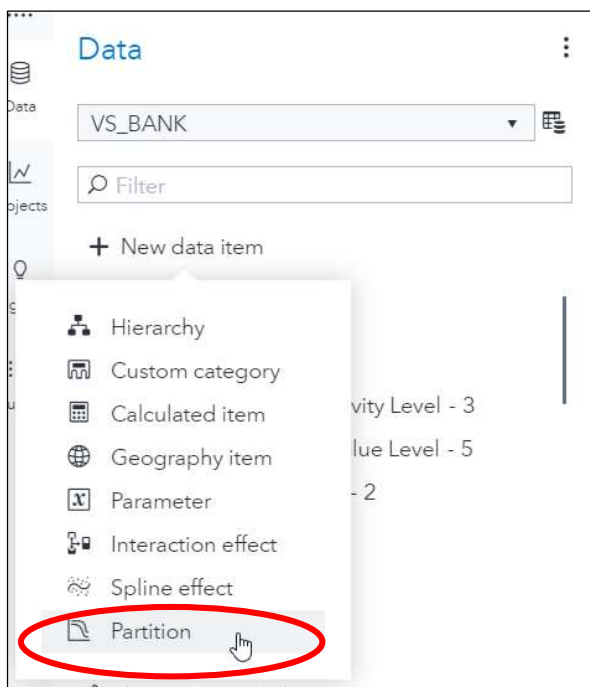 Data
Data
VS_BANK
Filter
New data item
Hierarchy
Custom category
Calculated item
vity Level - 3
Geography item
lue Level - 5
Parameter
- 2
Interaction effect
Spline effect
Partition